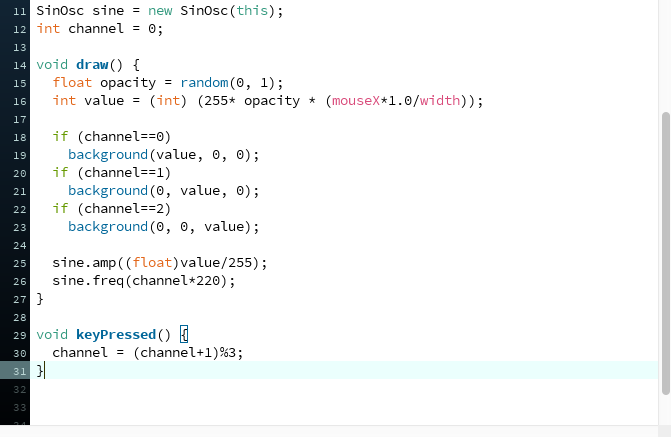 11 SinOsc sine = new SinOsc(this);
12 int channel = 0;
13
14 void draw() {
15   float opacity = random(0, 1);
16   int value = (int) (255* opacity * (mouseX*1.0/width));
17
18   if (channel==0)
19     background(value, 0, 0);
20   if (channel==1)
21     background(0, value, 0);
22   if (channel==2)
23     background(0, 0, value);
24
25   sine.amp((float)value/255);
26   sine.freq(channel*220);
27 }
28
29 void keyPressed() {
30   channel = (channel+1)%3;
31 }
32
33